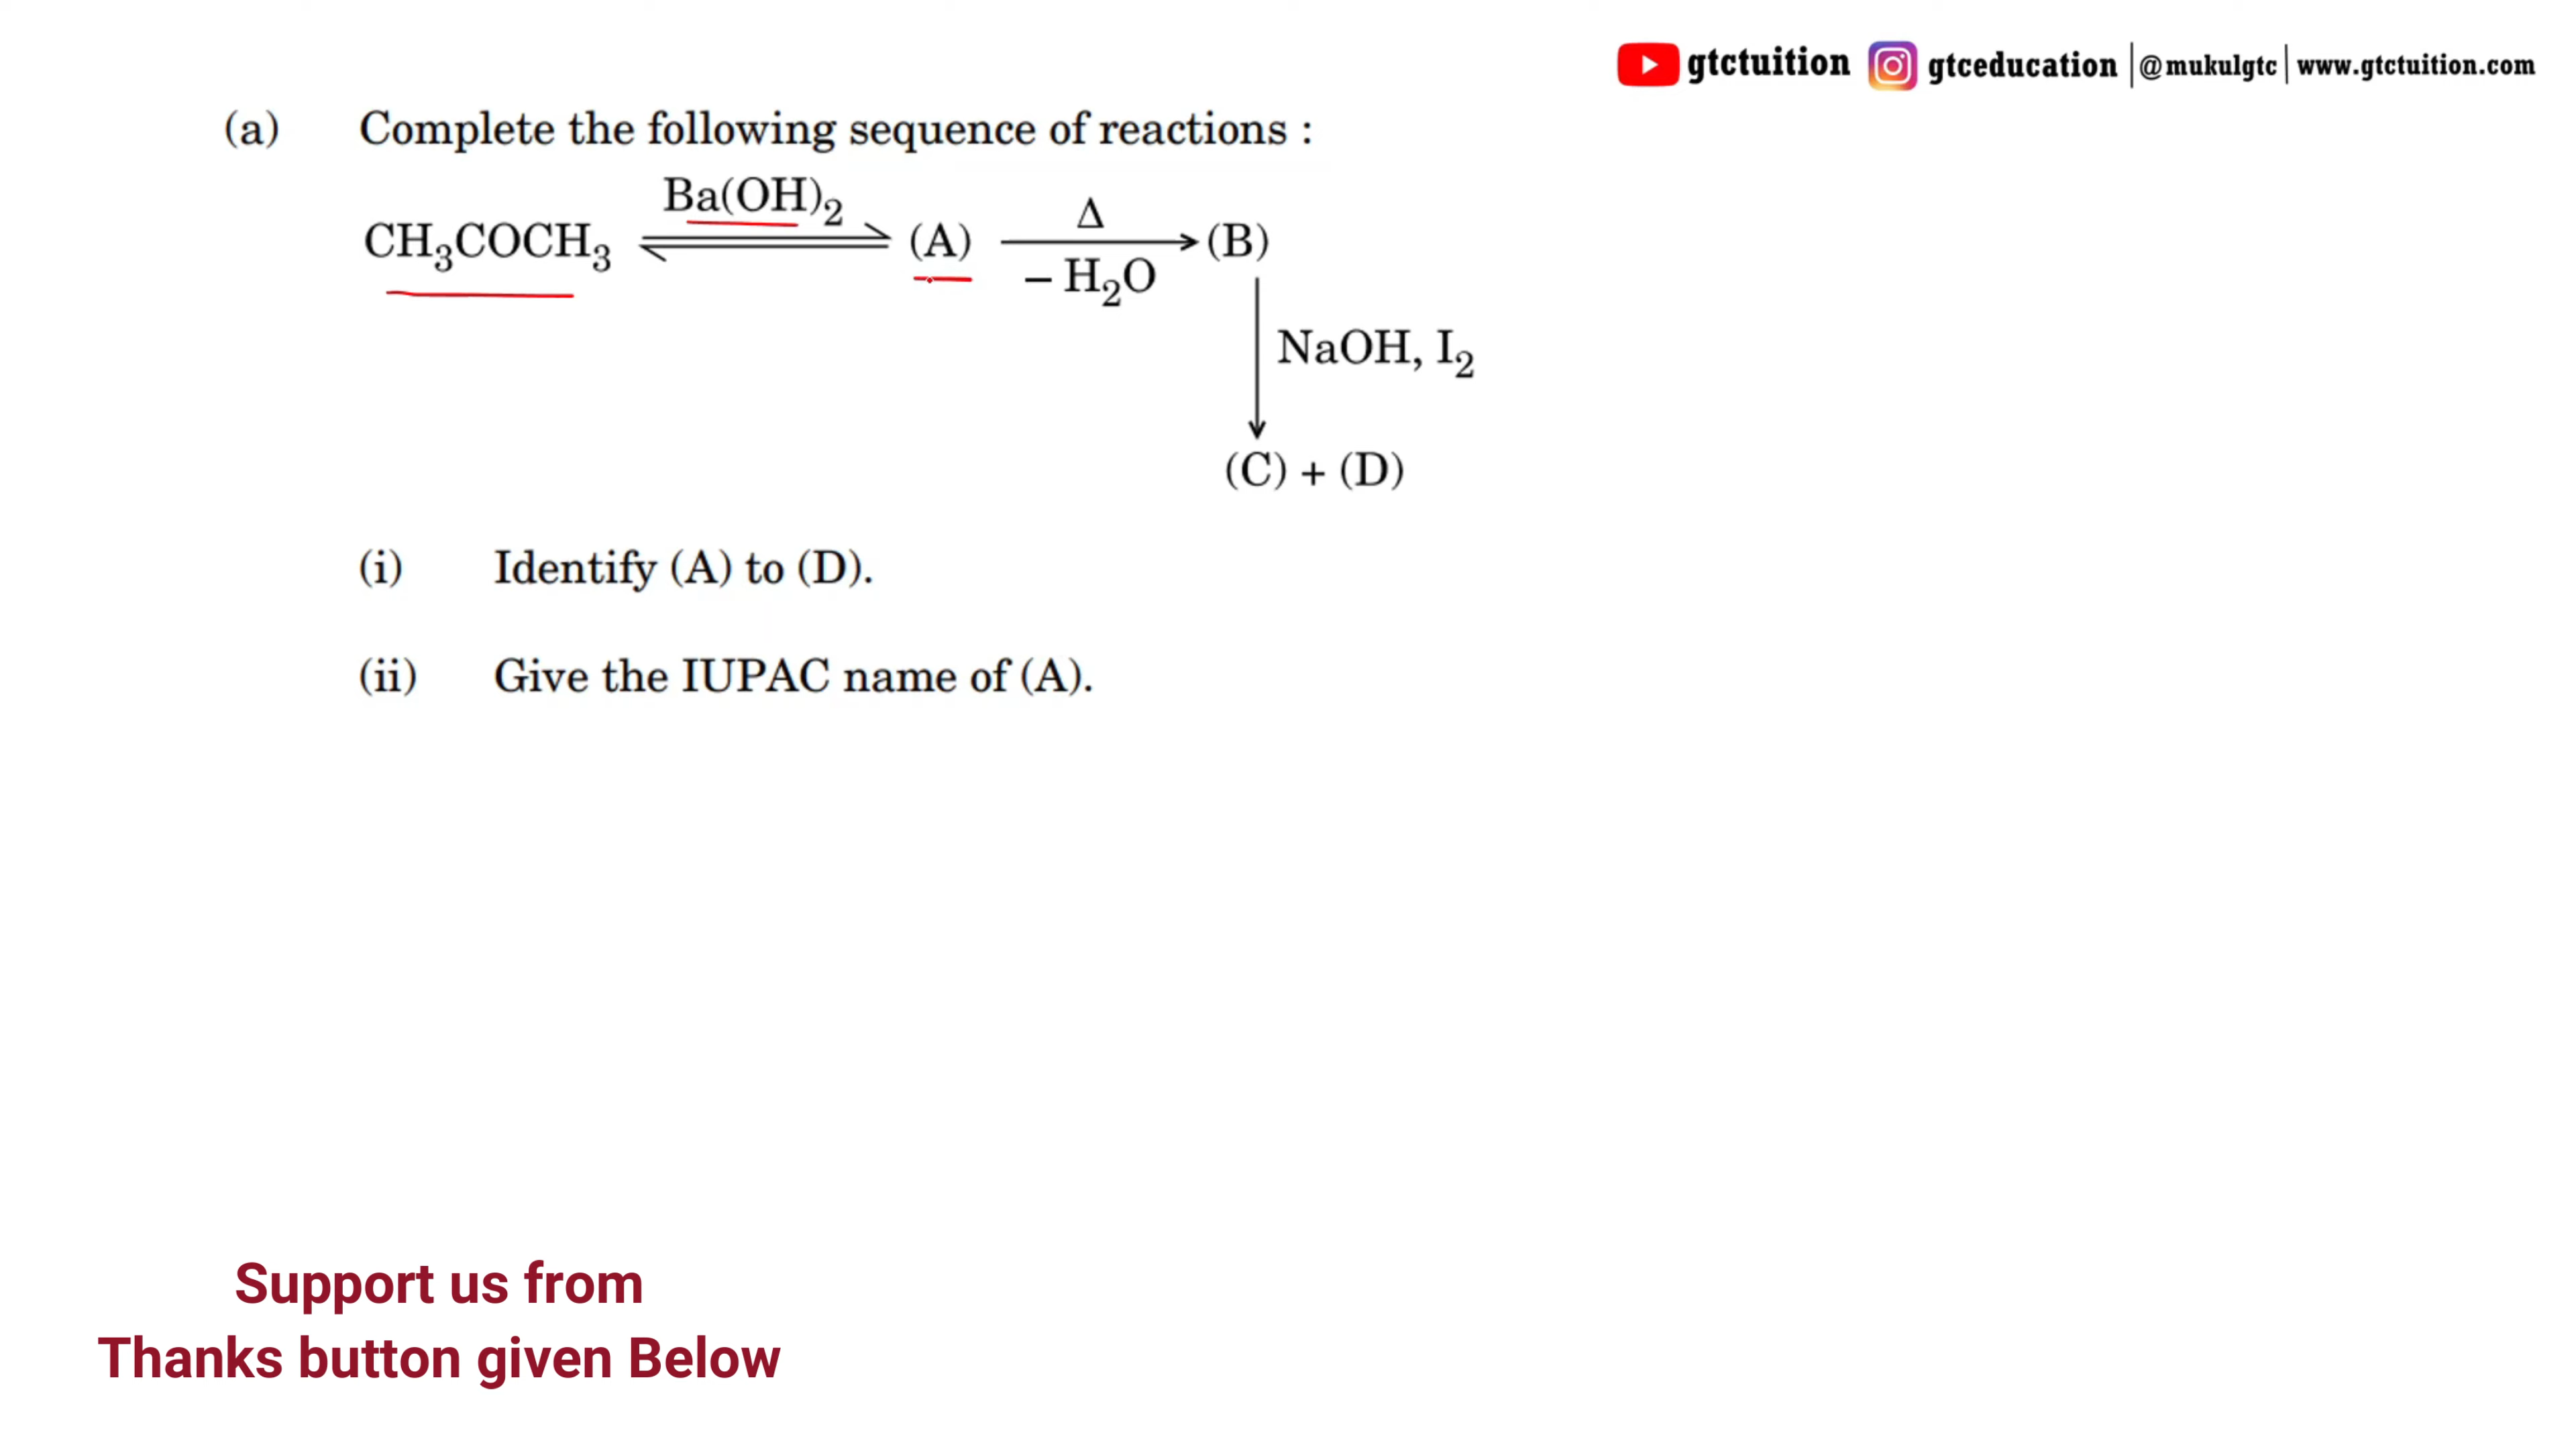 gtctuition gtceducation |@mukulgtc| www.gtctuition.com
(a) Complete the following sequence of reactions :
Ba(OH)₂ Δ
CH₃COCH₃ ⇌ (A) → (B)
– H₂O
NaOH, I₂
(C) + (D)
(i) Identify (A) to (D).
(ii) Give the IUPAC name of (A).
Support us from
Thanks button given Below